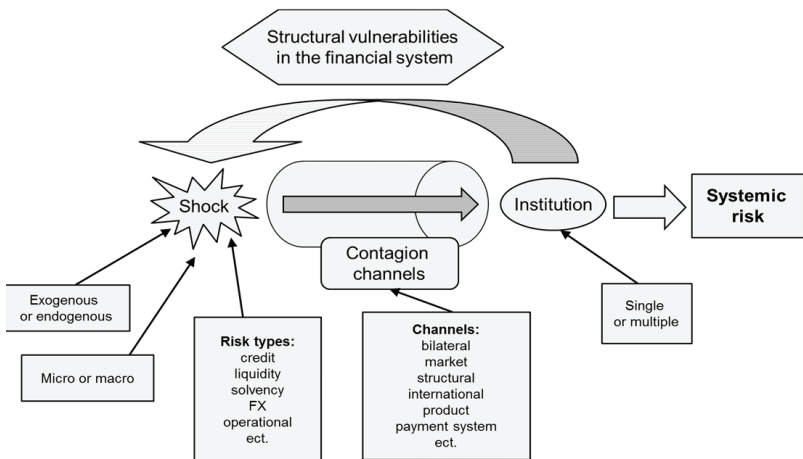 Structural vulnerabilities
in the financial system
Shock
Institution
Systemic
risk
Contagion
channels
Exogenous
or endogenous
Micro or macro
Risk types:
credit
liquidity
solvency
FX
operational
ect.
Channels:
bilateral
market
structural
international
product
payment system
ect.
Single
or multiple